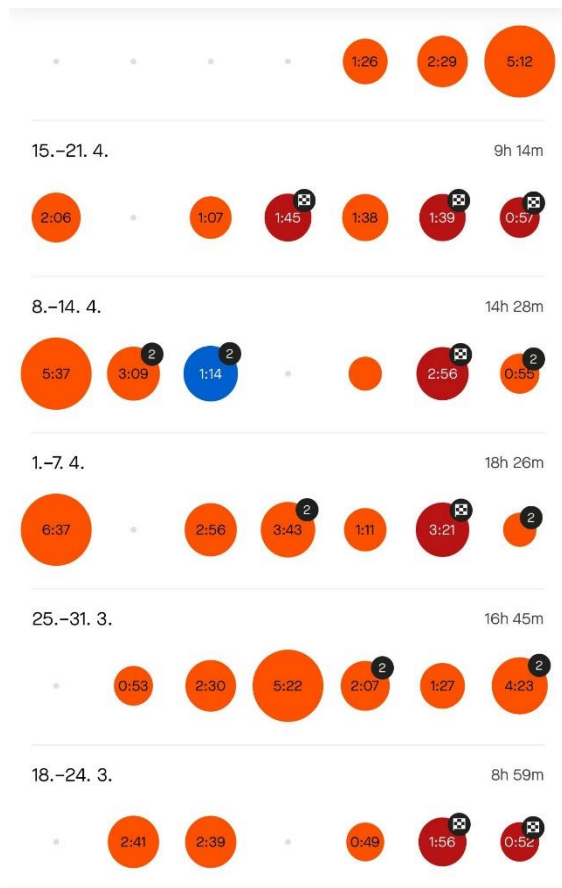 1:26 2:29 5:12
15.–21. 4. 9h 14m
2:06 1:07 1:45 1:38 1:39 0:57
8.–14. 4. 14h 28m
2 2
5:37 3:09 1:14 2:56 0:55 2
1.–7. 4. 18h 26m
2 2
6:37 2:56 3:43 1:11 3:21
25.–31. 3. 16h 45m
2 2
0:53 2:30 5:22 2:07 1:27 4:23
18.–24. 3. 8h 59m
2:41 2:39 0:49 1:56 0:52